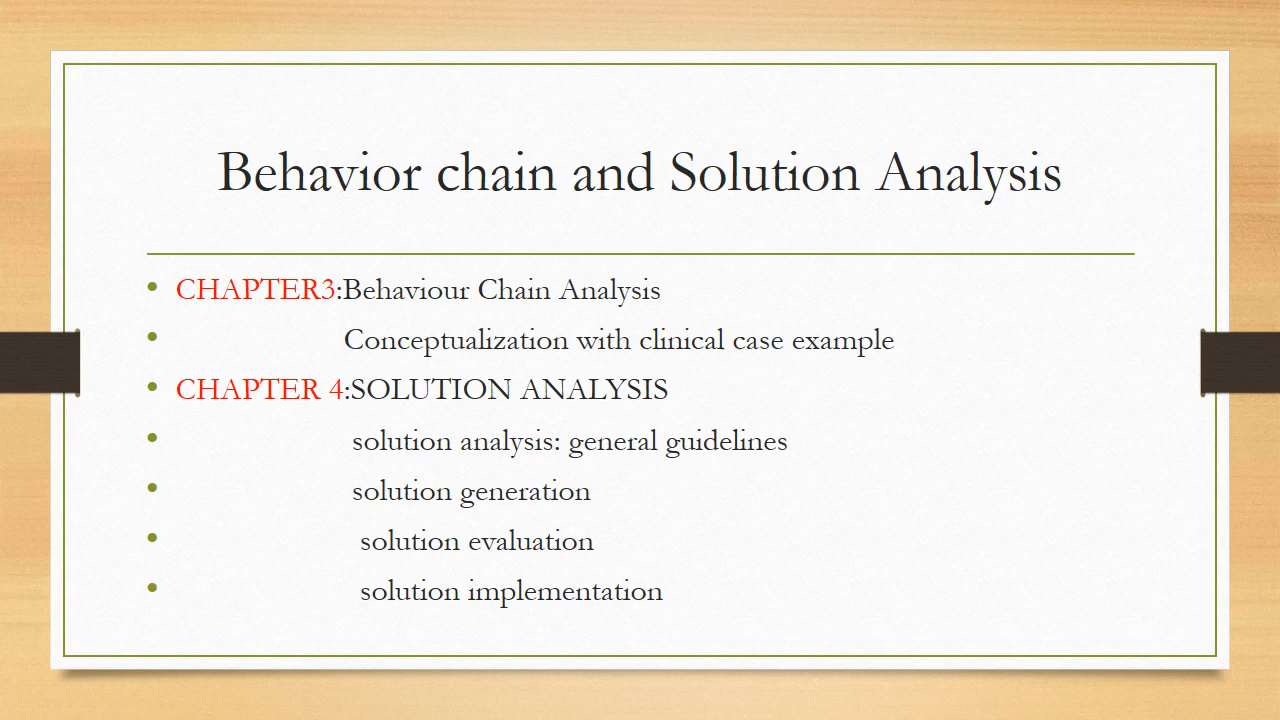 Behavior chain and Solution Analysis
• CHAPTER3:Behaviour Chain Analysis
• Conceptualization with clinical case example
• CHAPTER 4:SOLUTION ANALYSIS
• solution analysis: general guidelines
• solution generation
• solution evaluation
• solution implementation